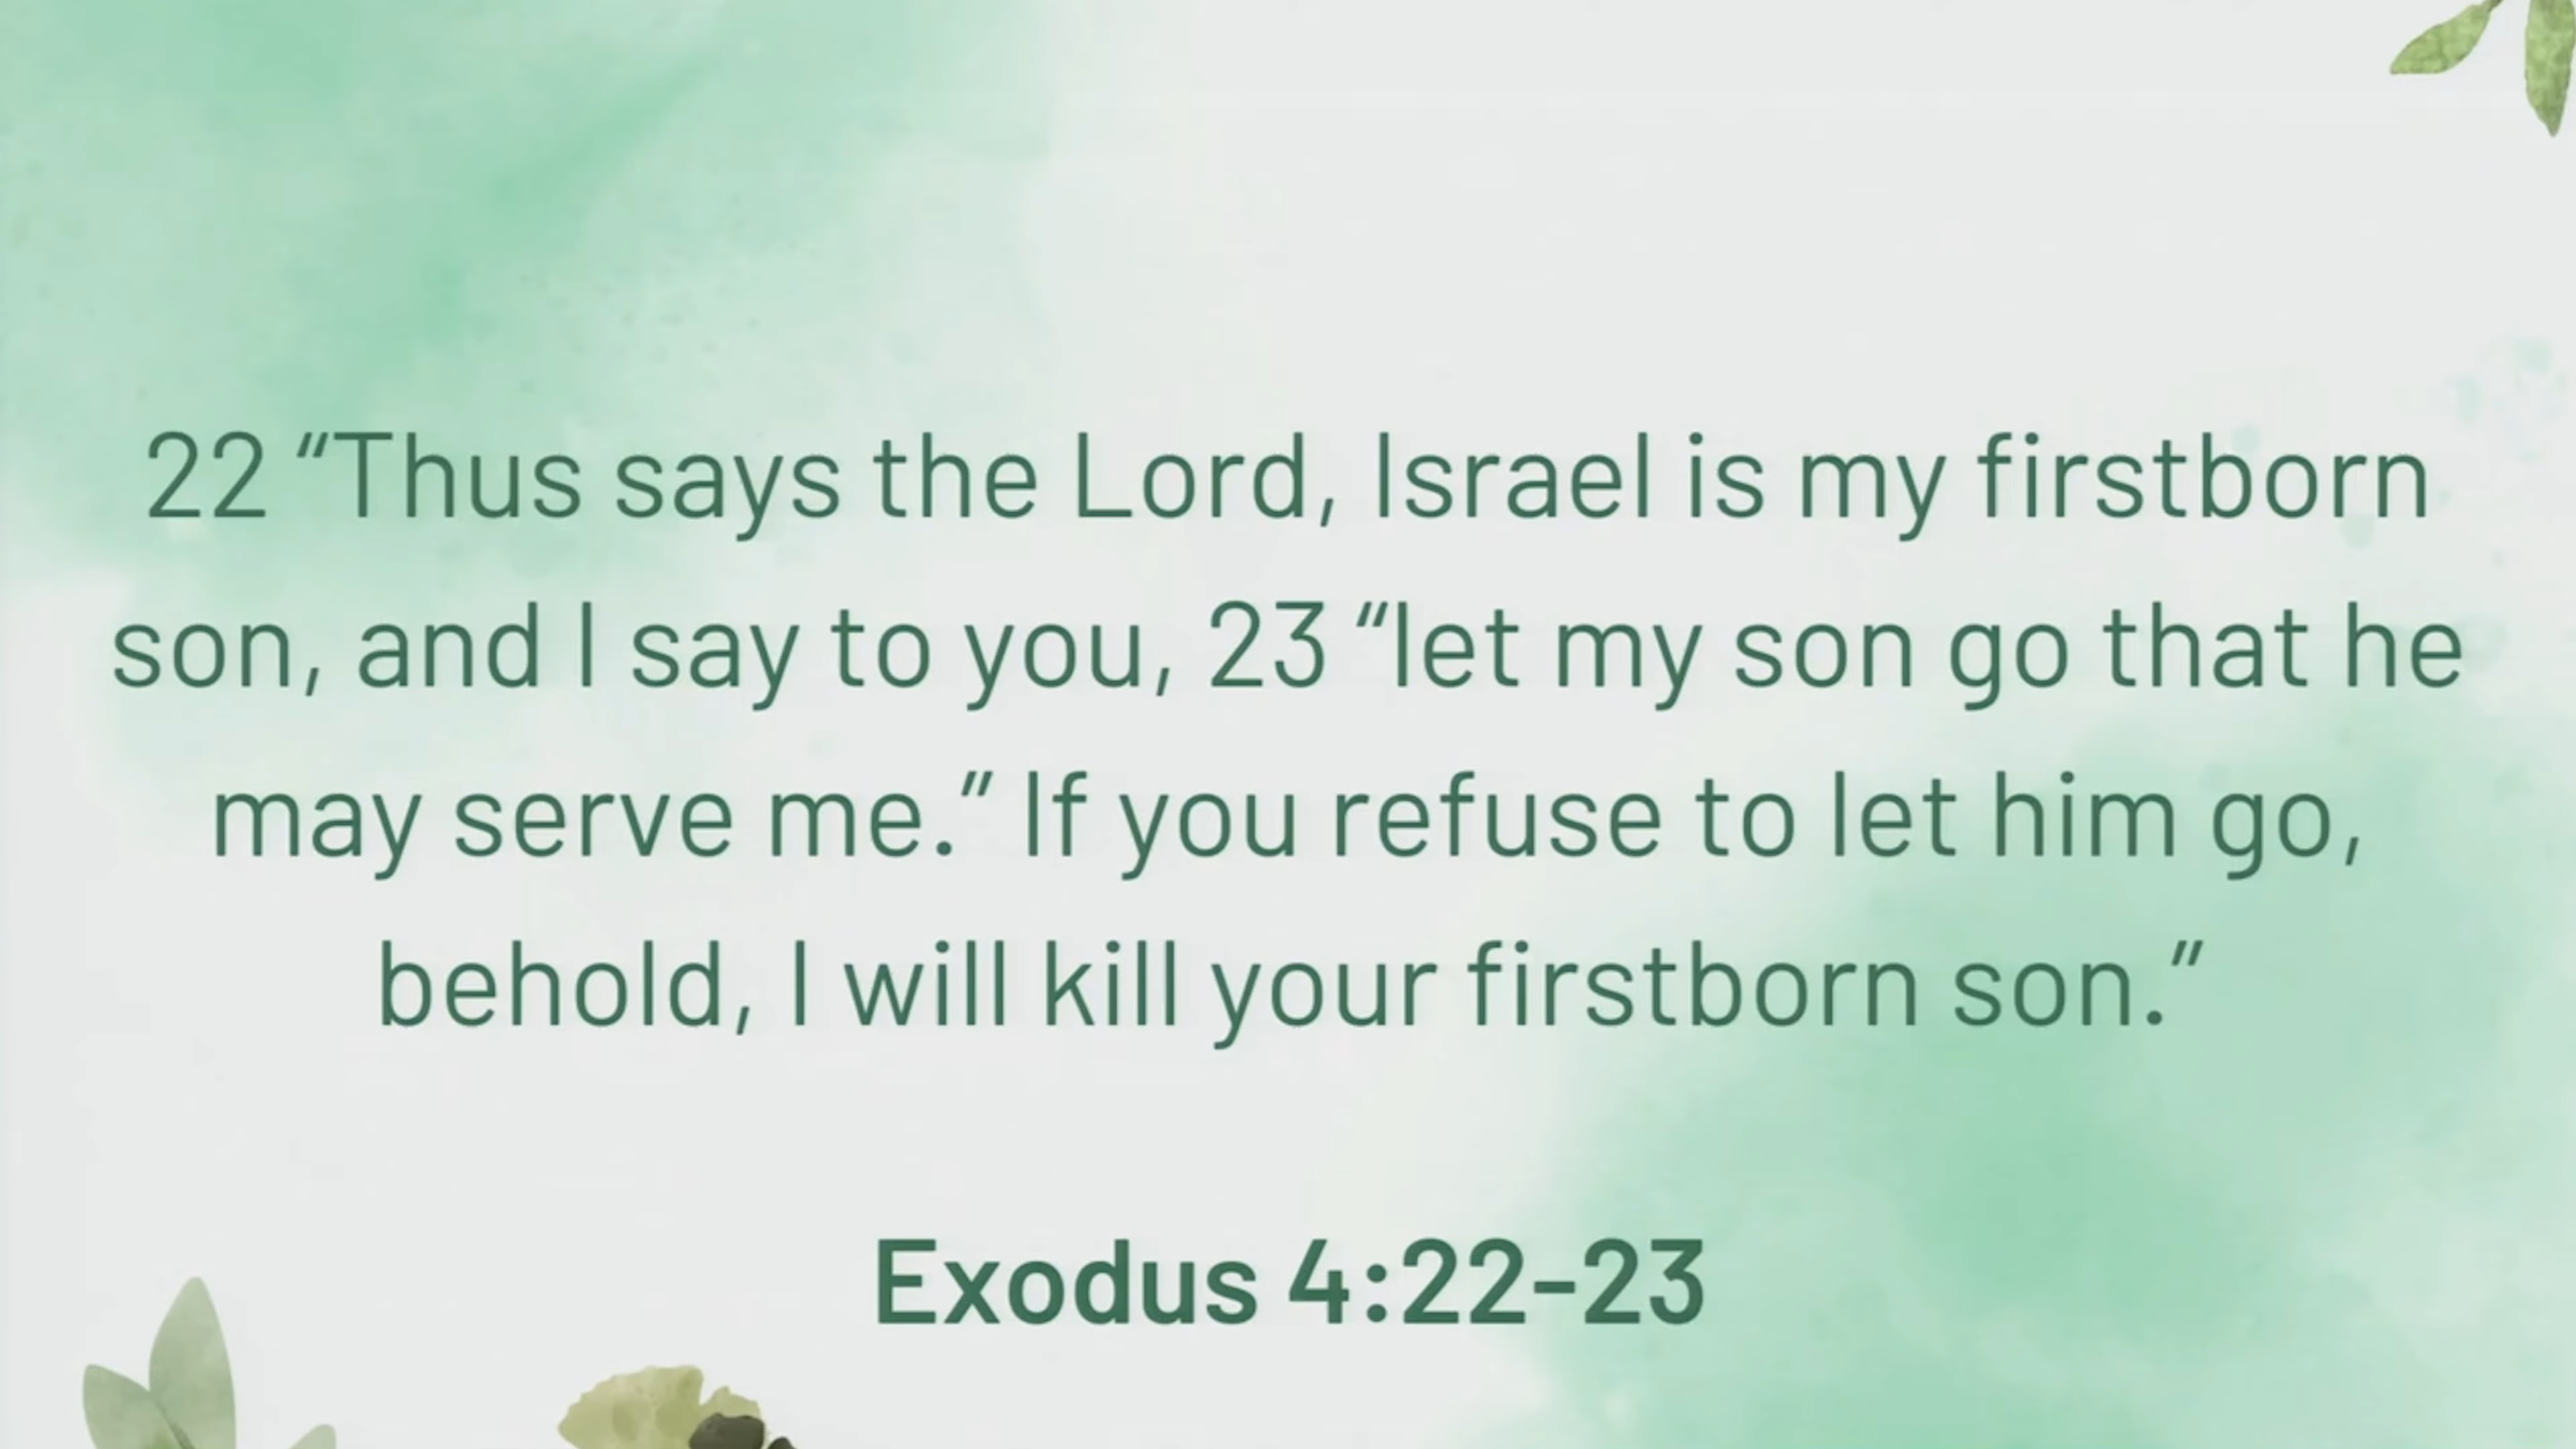 22 “Thus says the Lord, Israel is my firstborn
son, and I say to you, 23 “let my son go that he
may serve me.” If you refuse to let him go,
behold, I will kill your firstborn son.”
Exodus 4:22-23